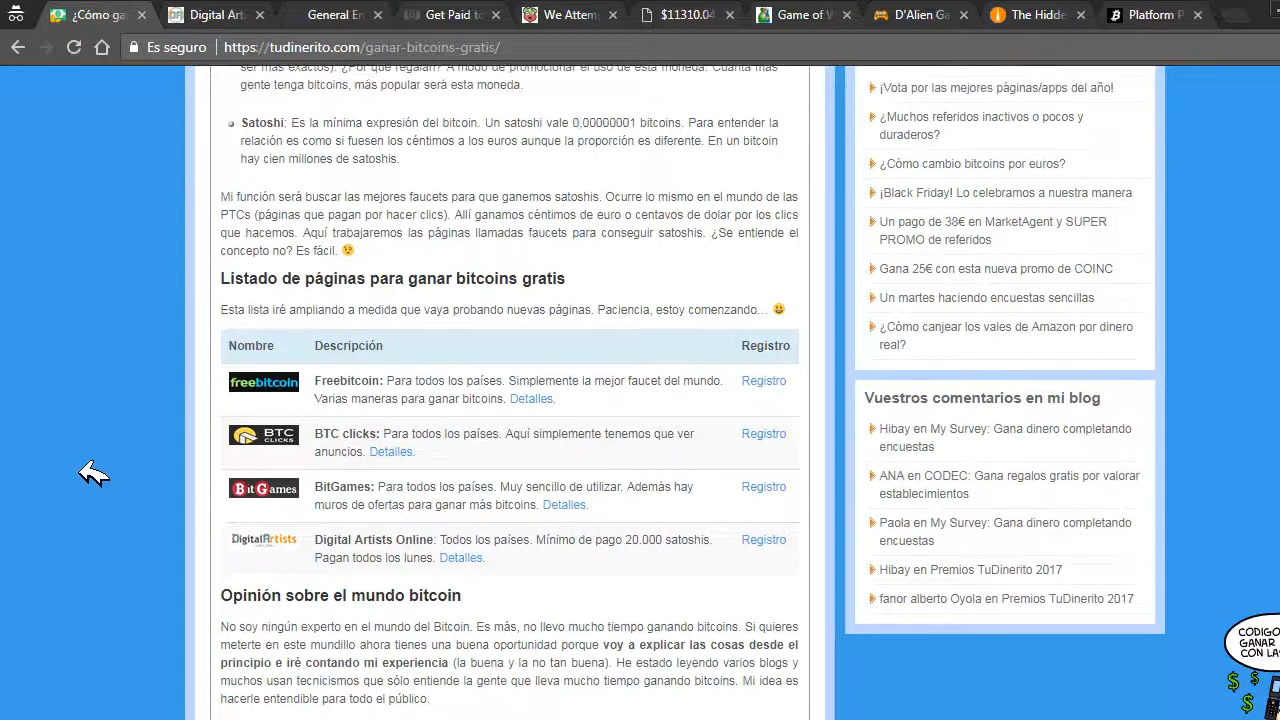 ¿Cómo ga
Digital Art
General En
Get Paid t
We Attem
$11310.04
Game of V
D'Alien Ga
The Hidde
Platform P
Es seguro
https://tudinerito.com/ganar-bitcoins-gratis/
ser más exactos). ¿Por qué regalan? A modo de promocionar el uso de esta moneda. Cuanta más
gente tenga bitcoins, más popular será esta moneda.
Satoshi: Es la mínima expresión del bitcoin. Un satoshi vale 0,00000001 bitcoins. Para entender la
relación es como si fuesen los céntimos a los euros aunque la proporción es diferente. En un bitcoin
hay cien millones de satoshis.
Mi función será buscar las mejores faucets para que ganemos satoshis. Ocurre lo mismo en el mundo de las
PTCs (páginas que pagan por hacer clics). Allí ganamos céntimos de euro o centavos de dolar por los clics
que hacemos. Aquí trabajaremos las páginas llamadas faucets para conseguir satoshis. ¿Se entiende el
concepto no? Es fácil. 😉
Listado de páginas para ganar bitcoins gratis
Esta lista iré ampliando a medida que vaya probando nuevas páginas. Paciencia, estoy comenzando… 😀
Nombre Descripción Registro
freebitcoin Freebitcoin: Para todos los países. Simplemente la mejor faucet del mundo. Registro
Varias maneras para ganar bitcoins. Detalles.
BTC CLICKS BTC clicks: Para todos los países. Aquí simplemente tenemos que ver Registro
anuncios. Detalles.
BitGames BitGames: Para todos los países. Muy sencillo de utilizar. Además hay Registro
muros de ofertas para ganar más bitcoins. Detalles.
DigitalArtists Digital Artists Online: Todos los países. Mínimo de pago 20.000 satoshis. Registro
Pagan todos los lunes. Detalles.
Opinión sobre el mundo bitcoin
No soy ningún experto en el mundo del Bitcoin. Es más, no llevo mucho tiempo ganando bitcoins. Si quieres
meterte en este mundillo ahora tienes una buena oportunidad porque voy a explicar las cosas desde el
principio e iré contando mi experiencia (la buena y la no tan buena). He estado leyendo varios blogs y
muchos usan tecnicismos que sólo entiende la gente que lleva mucho tiempo ganando bitcoins. Mi idea es
hacerle entendible para todo el público.
¡Vota por las mejores páginas/apps del año!
¿Muchos referidos inactivos o pocos y
duraderos?
¿Cómo cambio bitcoins por euros?
¡Black Friday! Lo celebramos a nuestra manera
Un pago de 38€ en MarketAgent y SUPER
PROMO de referidos
Gana 25€ con esta nueva promo de COINC
Un martes haciendo encuestas sencillas
¿Cómo canjear los vales de Amazon por dinero
real?
Vuestros comentarios en mi blog
Hibay en My Survey: Gana dinero completando
encuestas
ANA en CODEC: Gana regalos gratis por valorar
establecimientos
Paola en My Survey: Gana dinero completando
encuestas
Hibay en Premios TuDinerito 2017
fanor alberto Oyola en Premios TuDinerito 2017
CODIGO
GANAR
CON LA